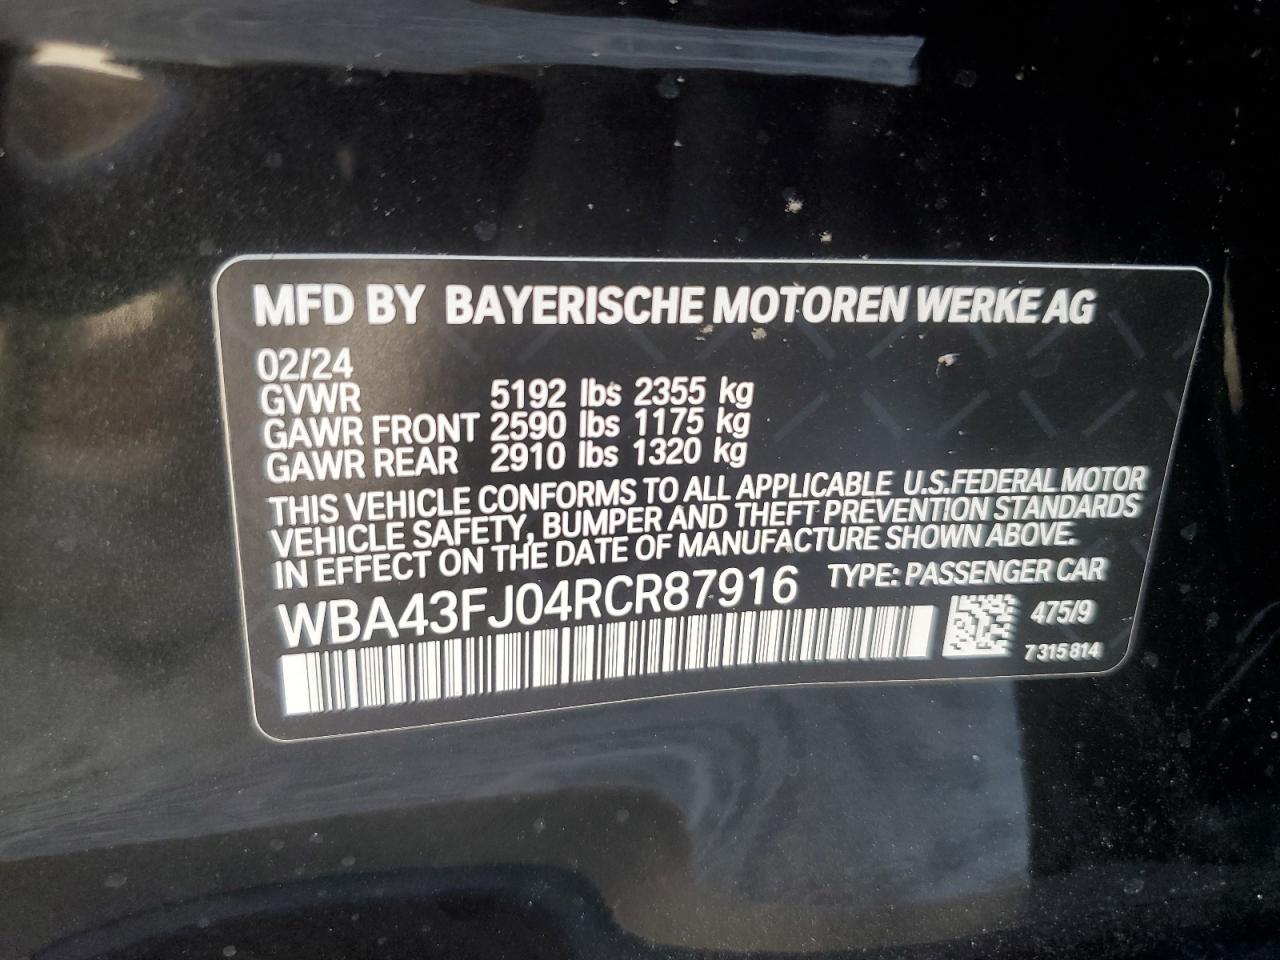 MFD BY BAYERISCHE MOTOREN WERKE AG
02/24
GVWR 5192 lbs 2355 kg
GAWR FRONT 2590 lbs 1175 kg
GAWR REAR 2910 lbs 1320 kg
THIS VEHICLE CONFORMS TO ALL APPLICABLE U.S.FEDERAL MOTOR
VEHICLE SAFETY, BUMPER AND THEFT PREVENTION STANDARDS
IN EFFECT ON THE DATE OF MANUFACTURE SHOWN ABOVE.
WBA43FJ04RCR87916 TYPE: PASSENGER CAR
475/9
7 315 814